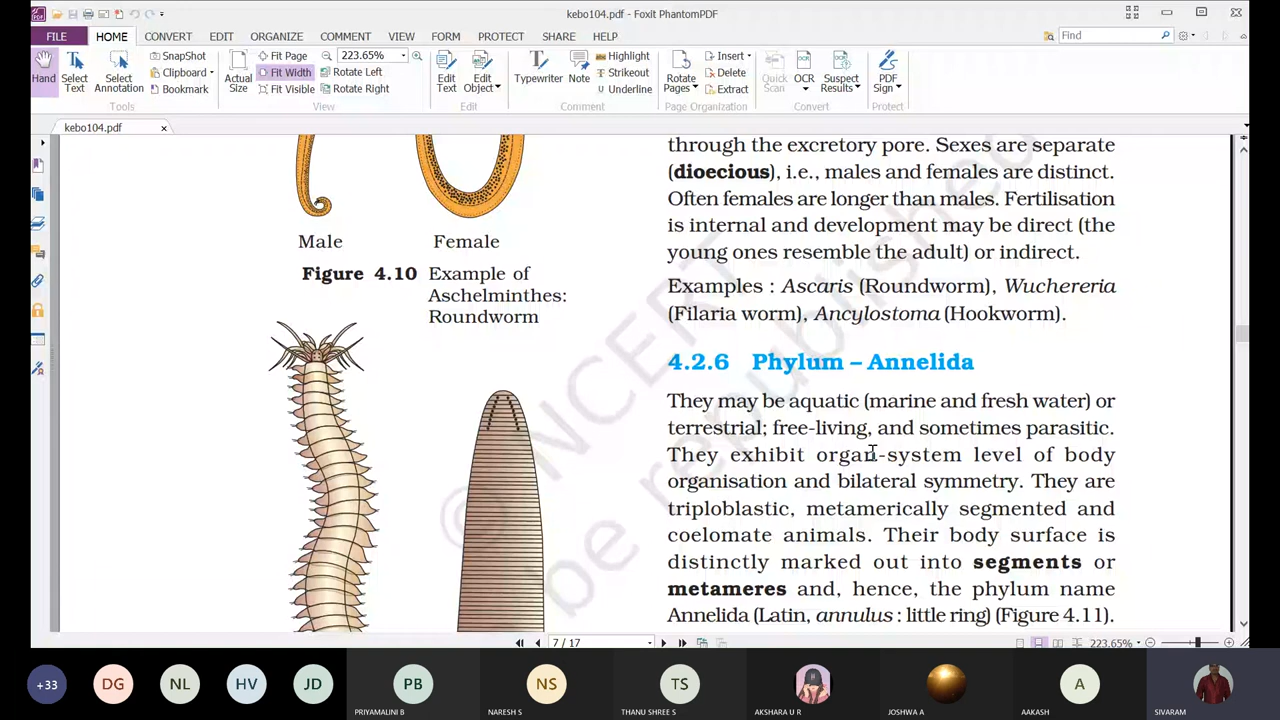 kebo104.pdf - Foxit PhantomPDF
FILE HOME CONVERT EDIT ORGANIZE COMMENT VIEW FORM PROTECT SHARE HELP Find
Hand
Select Text
Select Annotation
SnapShot
Clipboard
Bookmark
Tools
Actual Size
Fit Page
Fit Width
Fit Visible
223.65%
Rotate Left
Rotate Right
View
Edit Text
Edit Object
Edit
Typewriter
Note
Highlight
Strikeout
Underline
Comment
Rotate Pages
Insert
Delete
Extract
Page Organization
Quick Scan
OCR
Suspect Results
Convert
PDF Sign
Protect
kebo104.pdf
Male Female
Figure 4.10 Example of
Aschelminthes:
Roundworm
through the excretory pore. Sexes are separate
(dioecious), i.e., males and females are distinct.
Often females are longer than males. Fertilisation
is internal and development may be direct (the
young ones resemble the adult) or indirect.
Examples : Ascaris (Roundworm), Wuchereria
(Filaria worm), Ancylostoma (Hookworm).
4.2.6 Phylum – Annelida
They may be aquatic (marine and fresh water) or
terrestrial; free-living, and sometimes parasitic.
They exhibit organ-system level of body
organisation and bilateral symmetry. They are
triploblastic, metamerically segmented and
coelomate animals. Their body surface is
distinctly marked out into segments or
metameres and, hence, the phylum name
Annelida (Latin, annulus : little ring) (Figure 4.11).
© NCERT
be republished
7 / 17
223.65%
+33 DG NL HV JD PB NS TS A
PRIYAMALINI B NARESH S THANU SHREE S AKSHARA U R JOSHWA A AAKASH SIVARAM